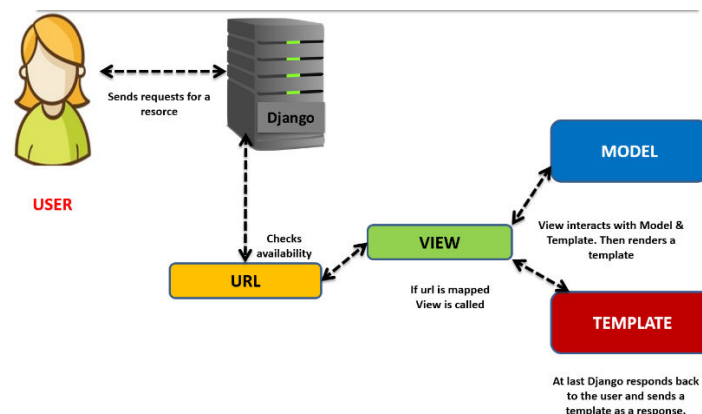 Sends requests for a
resorce
Django
USER
Checks
availability
URL
VIEW
If url is mapped
View is called
MODEL
View interacts with Model &
Template. Then renders a
template
TEMPLATE
At last Django responds back
to the user and sends a
template as a response.